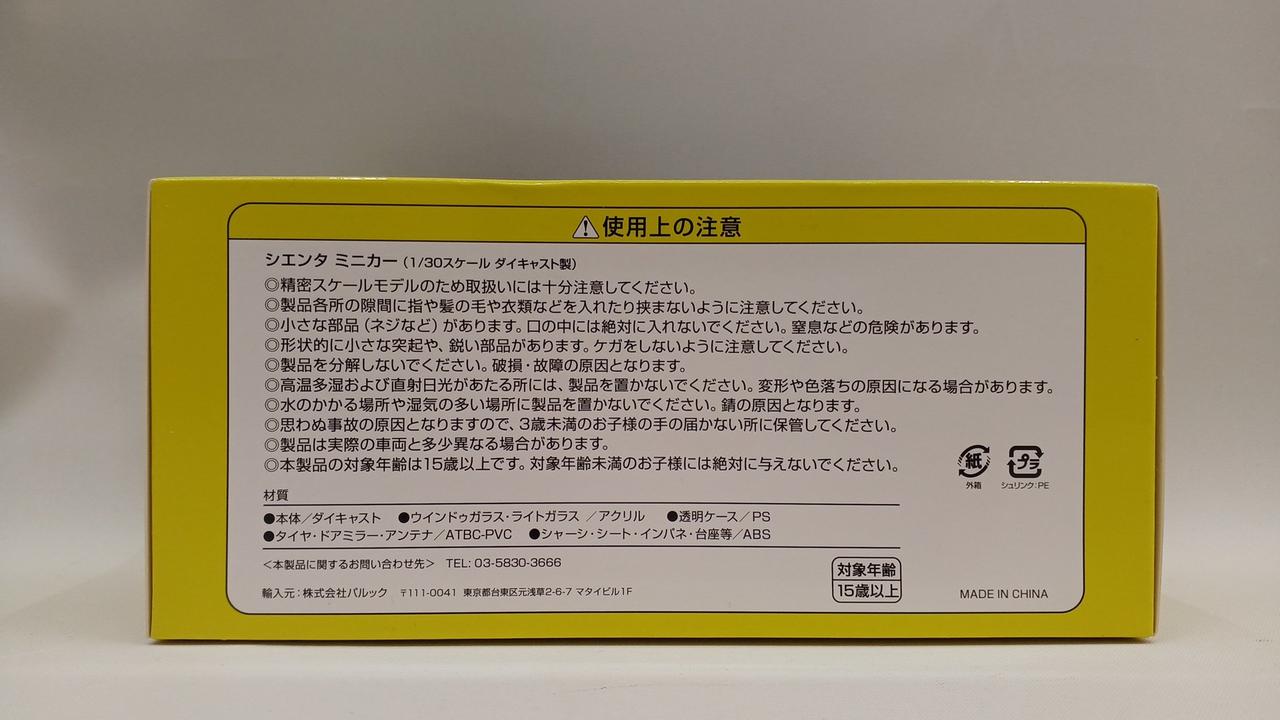 使用上の注意
シエンタ ミニカー (1/30スケール ダイキャスト製)
◎精密スケールモデルのため取扱いには十分注意してください。
◎製品各所の隙間に指や髪の毛や衣類などを入れたり挟まないように注意してください。
◎小さな部品（ネジなど）があります。口の中には絶対に入れないでください。窒息などの危険があります。
◎形状的に小さな突起や、鋭い部品があります。ケガをしないように注意してください。
◎製品を分解しないでください。破損・故障の原因となります。
◎高温多湿および直射日光があたる所には、製品を置かないでください。変形や色落ちの原因になる場合があります。
◎水のかかる場所や湿気の多い場所に製品を置かないでください。錆の原因となります。
◎思わぬ事故の原因となりますので、3歳未満のお子様の手の届かない所に保管してください。
◎製品は実際の車両と多少異なる場合があります。
◎本製品の対象年齢は15歳以上です。対象年齢未満のお子様には絶対に与えないでください。
紙 プラ
外箱 シュリンク:PE
材質
●本体／ダイキャスト ●ウインドゥガラス・ライトガラス ／アクリル ●透明ケース／PS
●タイヤ・ドアミラー・アンテナ／ATBC-PVC ●シャーシ・シート・インパネ・台座等／ABS
＜本製品に関するお問い合わせ先＞ TEL: 03-5830-3666
対象年齢
15歳以上
輸入元：株式会社パルック 〒111-0041 東京都台東区元浅草2-6-7 マタイビル1F
MADE IN CHINA